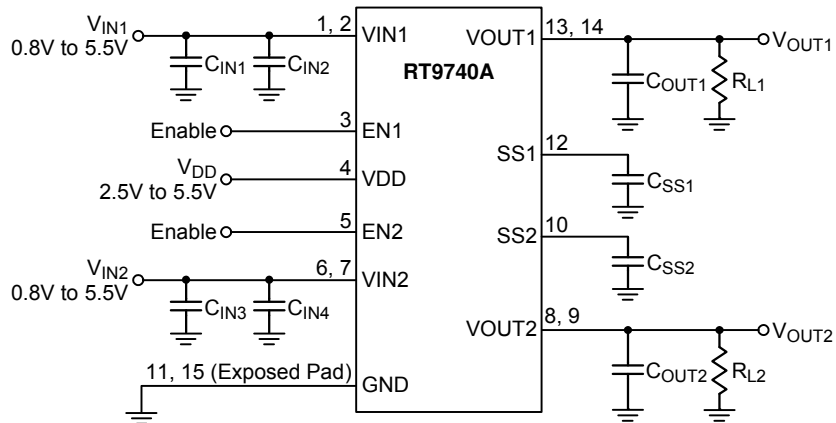 VIN1
0.8V to 5.5V
CIN1
CIN2
1, 2
VIN1
RT9740A
VOUT1
13, 14
VOUT1
COUT1
RL1
Enable
3
EN1
VDD
2.5V to 5.5V
4
VDD
Enable
5
EN2
SS1
12
CSS1
SS2
10
CSS2
VIN2
0.8V to 5.5V
CIN3
CIN4
6, 7
VIN2
VOUT2
8, 9
VOUT2
COUT2
RL2
11, 15 (Exposed Pad)
GND